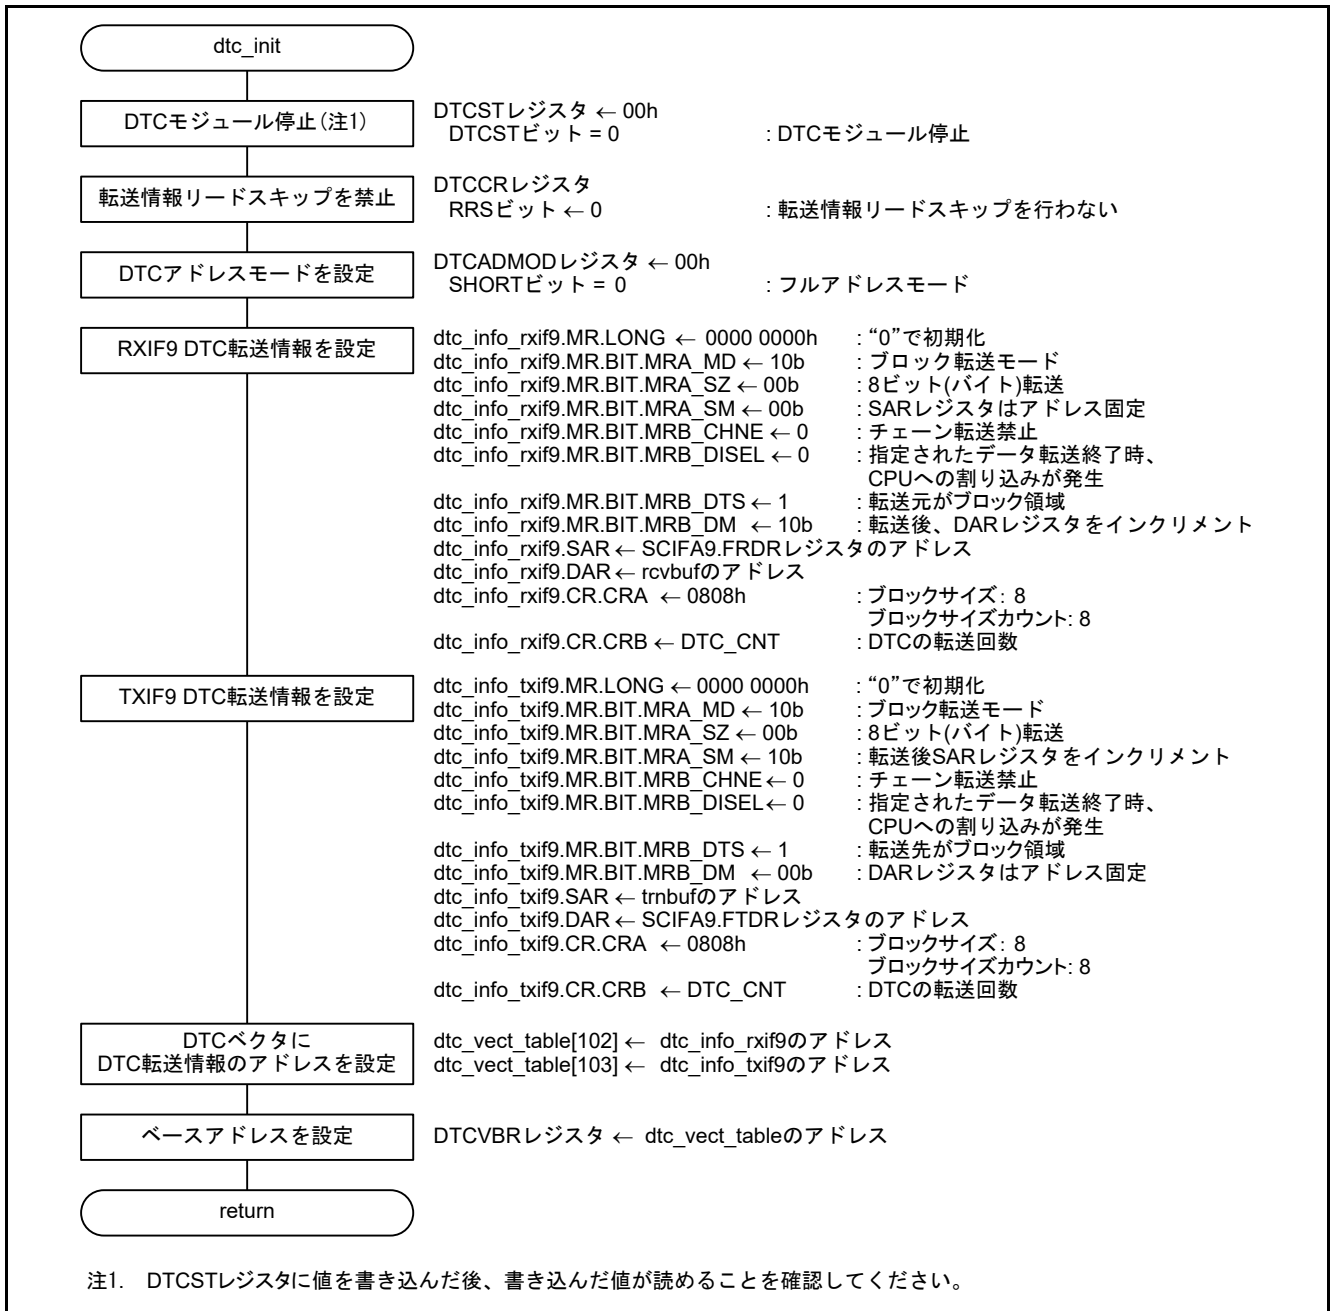 dtc_init
DTCモジュール停止(注1)
DTCSTレジスタ ← 00h
DTCSTビット = 0 : DTCモジュール停止
転送情報リードスキップを禁止
DTCCRレジスタ
RRSビット ← 0 : 転送情報リードスキップを行わない
DTCアドレスモードを設定
DTCADMODレジスタ ← 00h
SHORTビット = 0 : フルアドレスモード
RXIF9 DTC転送情報を設定
dtc_info_rxif9.MR.LONG ← 0000 0000h : “0”で初期化
dtc_info_rxif9.MR.BIT.MRA_MD ← 10b : ブロック転送モード
dtc_info_rxif9.MR.BIT.MRA_SZ ← 00b : 8ビット(バイト)転送
dtc_info_rxif9.MR.BIT.MRA_SM ← 00b : SARレジスタはアドレス固定
dtc_info_rxif9.MR.BIT.MRB_CHNE ← 0 : チェーン転送禁止
dtc_info_rxif9.MR.BIT.MRB_DISEL ← 0 : 指定されたデータ転送終了時、
CPUへの割り込みが発生
dtc_info_rxif9.MR.BIT.MRB_DTS ← 1 : 転送元がブロック領域
dtc_info_rxif9.MR.BIT.MRB_DM ← 10b : 転送後、DARレジスタをインクリメント
dtc_info_rxif9.SAR ← SCIFA9.FRDRレジスタのアドレス
dtc_info_rxif9.DAR ← rcvbufのアドレス
dtc_info_rxif9.CR.CRA ← 0808h : ブロックサイズ: 8
ブロックサイズカウント: 8
dtc_info_rxif9.CR.CRB ← DTC_CNT : DTCの転送回数
TXIF9 DTC転送情報を設定
dtc_info_txif9.MR.LONG ← 0000 0000h : “0”で初期化
dtc_info_txif9.MR.BIT.MRA_MD ← 10b : ブロック転送モード
dtc_info_txif9.MR.BIT.MRA_SZ ← 00b : 8ビット(バイト)転送
dtc_info_txif9.MR.BIT.MRA_SM ← 10b : 転送後SARレジスタをインクリメント
dtc_info_txif9.MR.BIT.MRB_CHNE ← 0 : チェーン転送禁止
dtc_info_txif9.MR.BIT.MRB_DISEL ← 0 : 指定されたデータ転送終了時、
CPUへの割り込みが発生
dtc_info_txif9.MR.BIT.MRB_DTS ← 1 : 転送先がブロック領域
dtc_info_txif9.MR.BIT.MRB_DM ← 00b : DARレジスタはアドレス固定
dtc_info_txif9.SAR ← trnbufのアドレス
dtc_info_txif9.DAR ← SCIFA9.FTDRレジスタのアドレス
dtc_info_txif9.CR.CRA ← 0808h : ブロックサイズ: 8
ブロックサイズカウント: 8
dtc_info_txif9.CR.CRB ← DTC_CNT : DTCの転送回数
DTCベクタに
DTC転送情報のアドレスを設定
dtc_vect_table[102] ← dtc_info_rxif9のアドレス
dtc_vect_table[103] ← dtc_info_txif9のアドレス
ベースアドレスを設定
DTCVBRレジスタ ← dtc_vect_tableのアドレス
return
注1. DTCSTレジスタに値を書き込んだ後、書き込んだ値が読めることを確認してください。